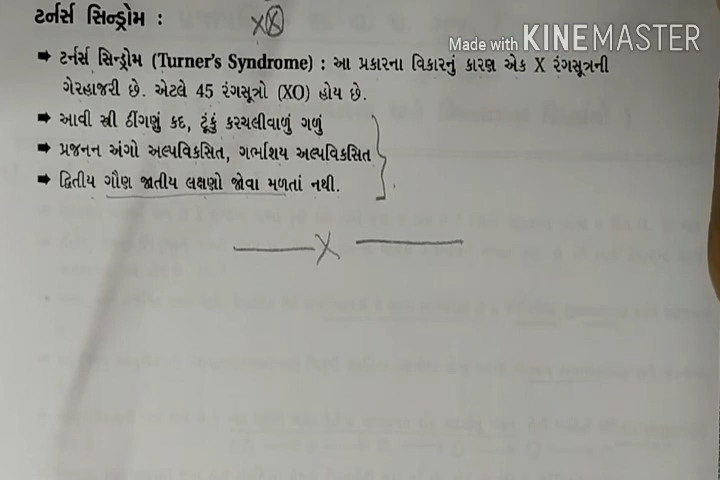 ટર્નર્સ સિન્ડ્રોમ :
XX
Made with KINEMASTER
➡ ટર્નર્સ સિન્ડ્રોમ (Turner's Syndrome) : આ પ્રકારના વિકારનું કારણ એક X રંગસૂત્રની
ગેરહાજરી છે. એટલે 45 રંગસૂત્રો (XO) હોય છે.
➡ આવી સ્ત્રી ઠીંગણું કદ, ટૂંકું કરચલીવાળું ગળું
➡ પ્રજનન અંગો અલ્પવિકસિત, ગર્ભાશય અલ્પવિકસિત
➡ દ્વિતીય ગૌણ જાતીય લક્ષણો જોવા મળતાં નથી.
—— X ——